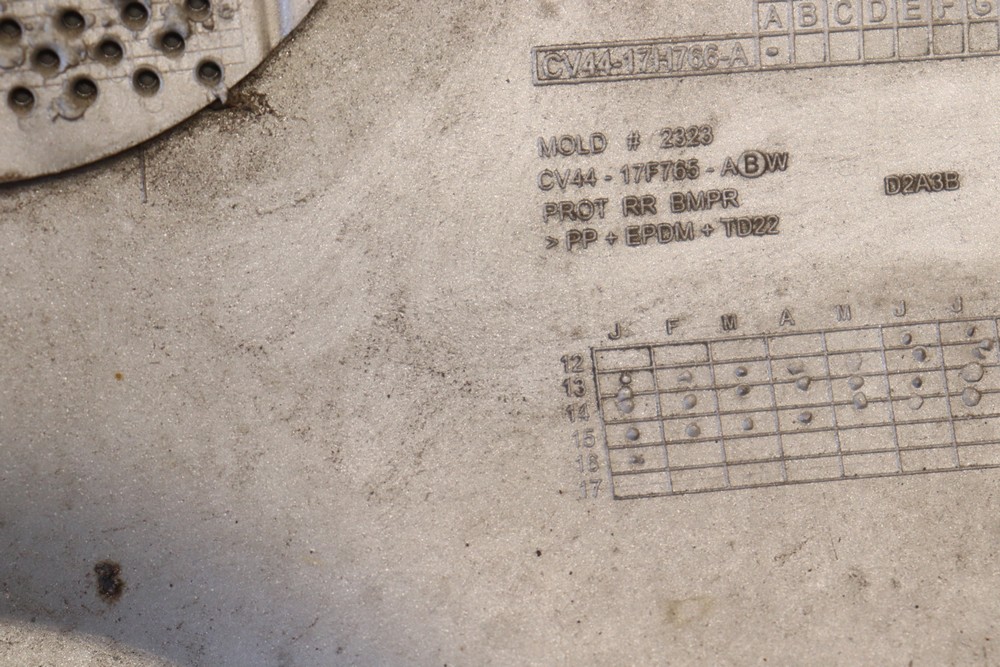 A B C D E F G
CV44-17H766-A
MOLD # 2323
CV44 - 17F765 - ABW
D2A3B
PROT RR BMPR
> PP + EPDM + TD22
J F M A M J J
12
13
14
15
16
17